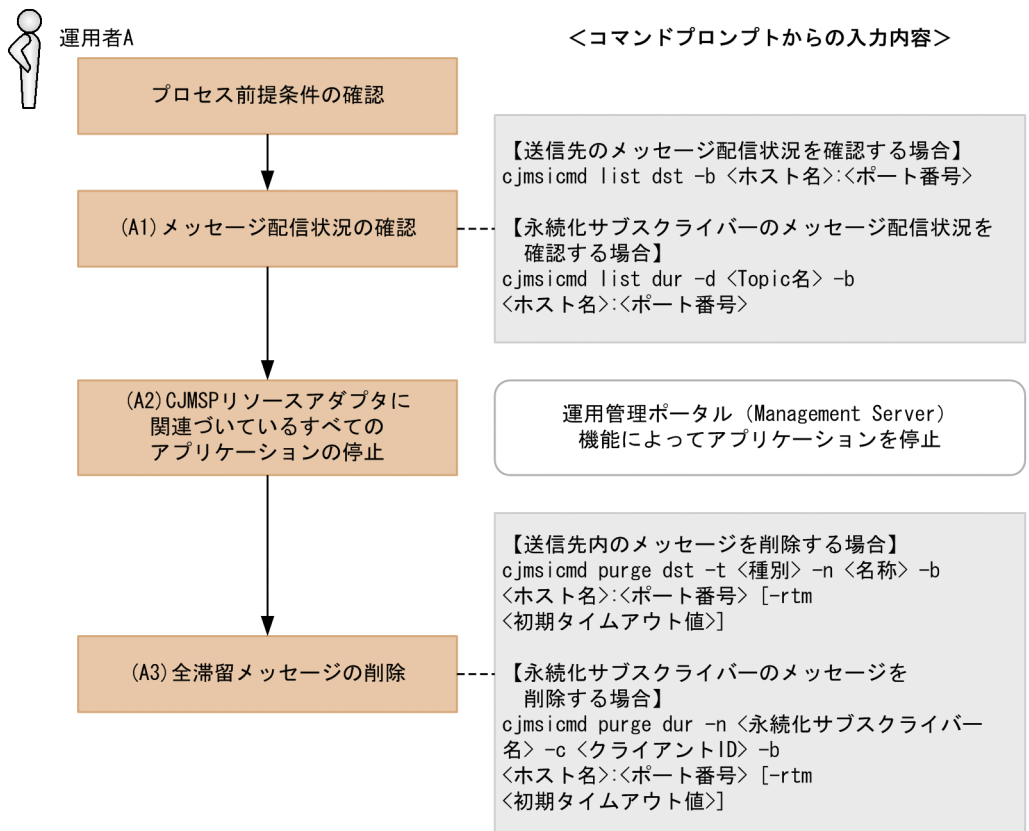 運用者A
＜コマンドプロンプトからの入力内容＞
プロセス前提条件の確認
【送信先のメッセージ配信状況を確認する場合】
cjmsicmd list dst -b <ホスト名>:<ポート番号>
(A1)メッセージ配信状況の確認
【永続化サブスクライバーのメッセージ配信状況を
確認する場合】
cjmsicmd list dur -d <Topic名> -b
<ホスト名>:<ポート番号>
(A2)CJMSPリソースアダプタに
関連づいているすべての
アプリケーションの停止
運用管理ポータル（Management Server）
機能によってアプリケーションを停止
【送信先内のメッセージを削除する場合】
cjmsicmd purge dst -t <種別> -n <名称> -b
<ホスト名>:<ポート番号> [-rtm
<初期タイムアウト値>]
(A3)全滞留メッセージの削除
【永続化サブスクライバーのメッセージを
削除する場合】
cjmsicmd purge dur -n <永続化サブスクライバー
名> -c <クライアントID> -b
<ホスト名>:<ポート番号> [-rtm
<初期タイムアウト値>]